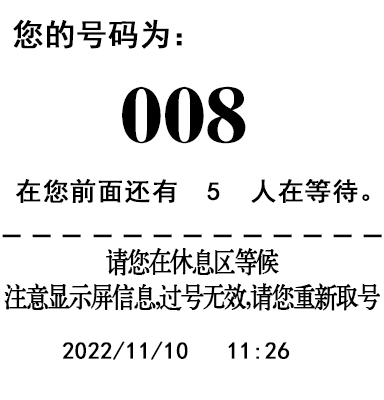 您的号码为：
008
在您前面还有 5 人在等待。
请您在休息区等候
注意显示屏信息,过号无效,请您重新取号
2022/11/10 11:26